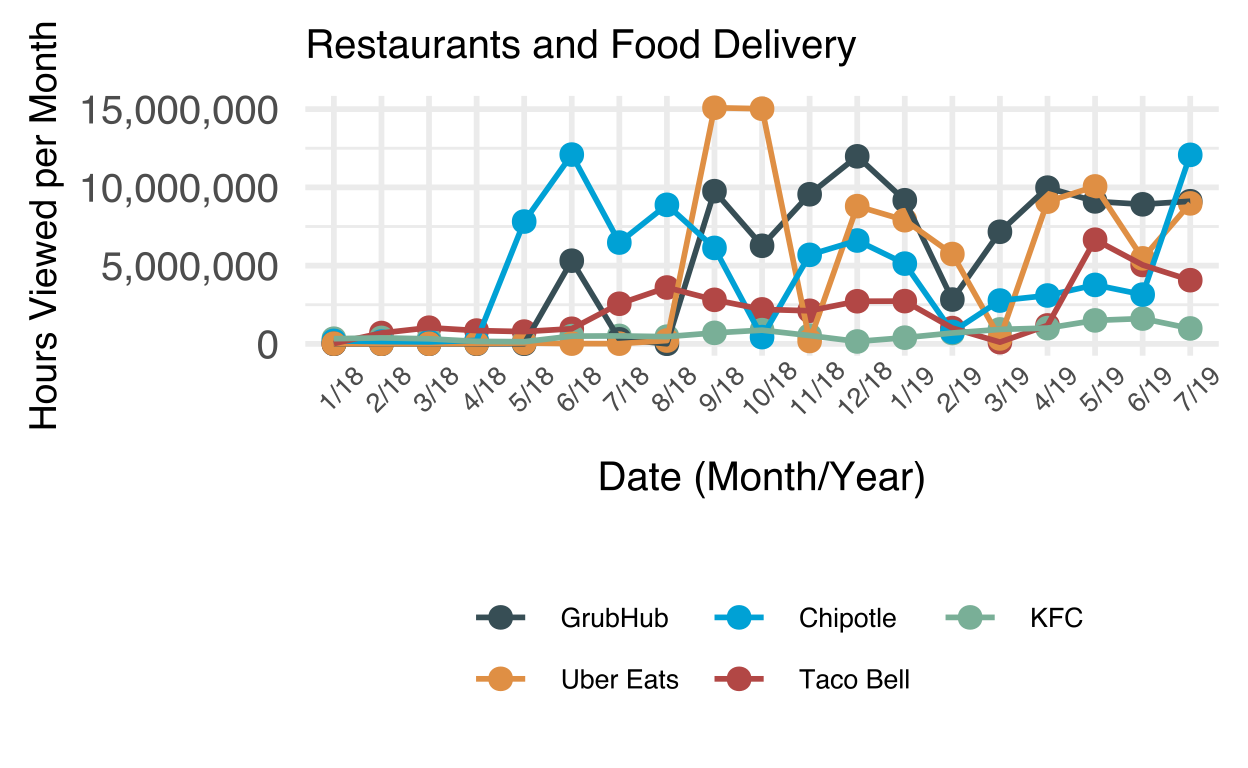 Restaurants and Food Delivery
Hours Viewed per Month
15,000,000
10,000,000
5,000,000
0
1/18 2/18 3/18 4/18 5/18 6/18 7/18 8/18 9/18 10/18 11/18 12/18 1/19 2/19 3/19 4/19 5/19 6/19 7/19
Date (Month/Year)
GrubHub Chipotle KFC
Uber Eats Taco Bell